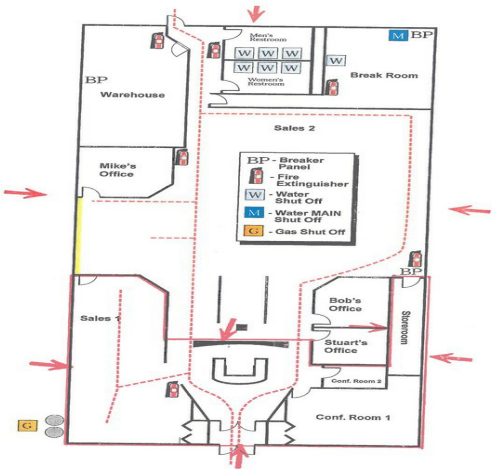 Men's
Restroom
M BP
W W W
W
W W W
Women's
Restroom
Break Room
BP
Warehouse
Sales 2
Mike's
Office
BP - Breaker
Panel
- Fire
Extinguisher
W - Water
Shut Off
M - Water MAIN
Shut Off
G - Gas Shut Off
BP
Bob's
Office
Storeroom
Sales 1
Stuart's
Office
Conf. Room 2
Conf. Room 1
G